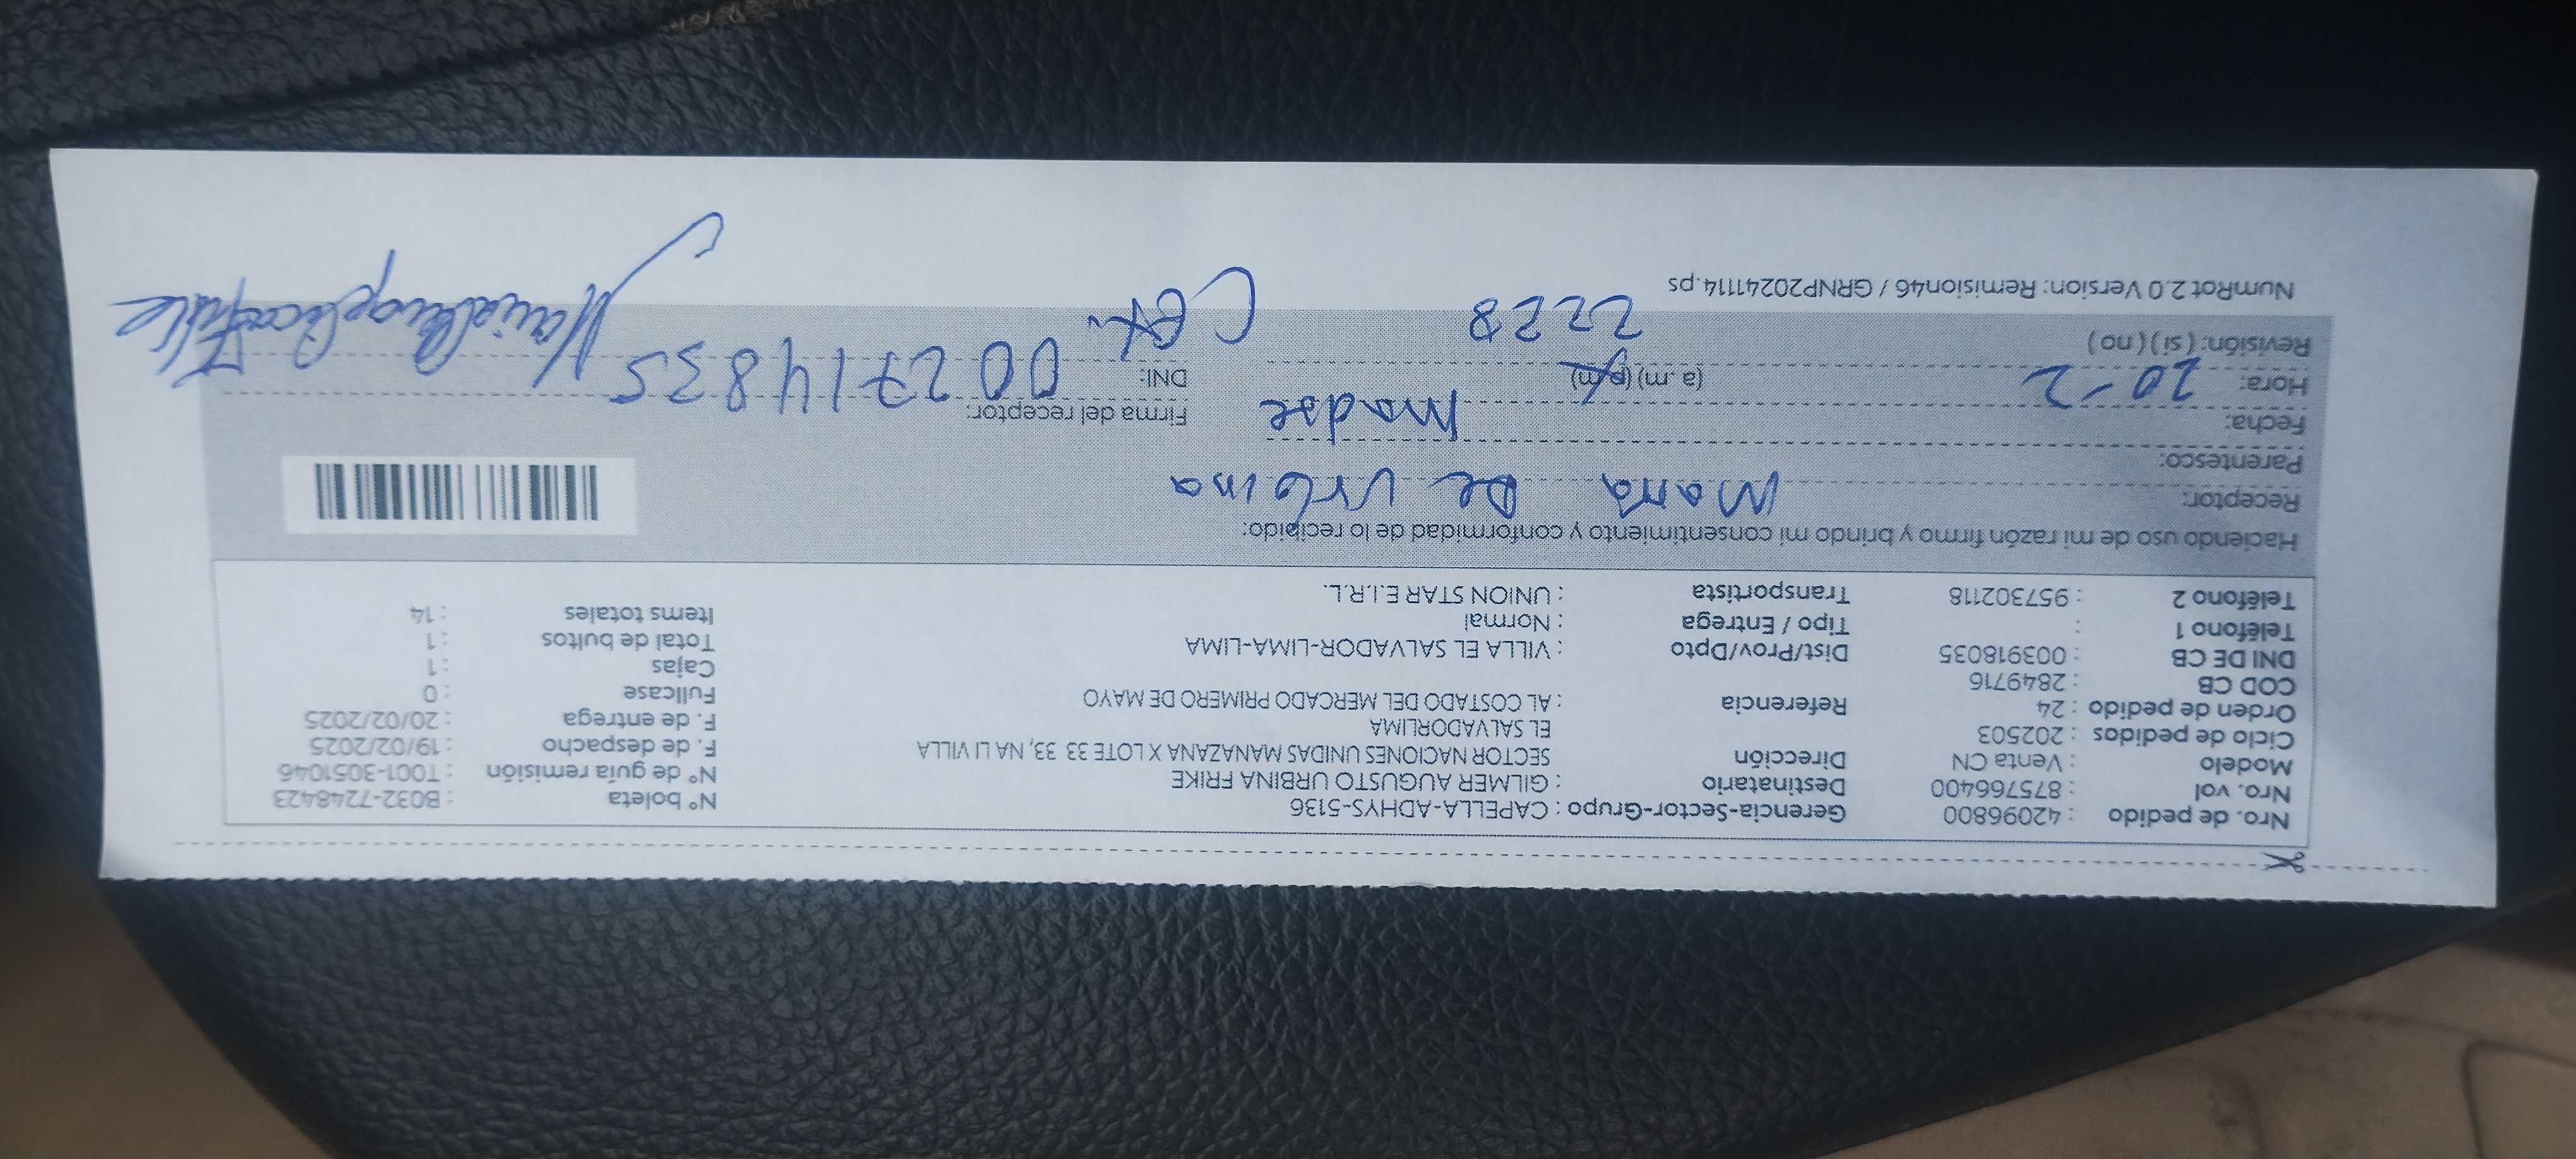 Nro. de pedido : 42096800 Gerencia-Sector-Grupo : CAPELLA-ADHYS-5136 N° boleta : B032-7248423
Nro. vol : 875766400 Destinatario : GILMER AUGUSTO URBINA FRIKE N° de guía remisión : T001-3051046
Modelo : Venta CN Dirección SECTOR NACIONES UNIDAS MANAZANA X LOTE 33 33, NA LI VILLA F. de despacho : 19/02/2025
Ciclo de pedidos : 202503 EL SALVADORLIMA F. de entrega : 20/02/2025
Orden de pedido : 24 Referencia : AL COSTADO DEL MERCADO PRIMERO DE MAYO Fullcase : 0
COD CB : 2849716 Cajas : 1
DNI DE CB : 003918035 Dist/Prov/Dpto : VILLA EL SALVADOR-LIMA-LIMA Total de bultos : 1
Teléfono 1 : Tipo / Entrega : Normal Items totales : 14
Teléfono 2 : 957302118 Transportista : UNION STAR E.I.R.L.
Haciendo uso de mi razón firmo y brindo mi consentimiento y conformidad de lo recibido:
Receptor: Maria De Urbina
Parentesco: Madre
Fecha: 20-2 Firma del receptor:
Hora: (a.m) (p.m) DNI: 002714835
Revisión: ( si ) ( no ) 2228
NumRot 2.0 Version: Remision46 / GRNP20241114.ps